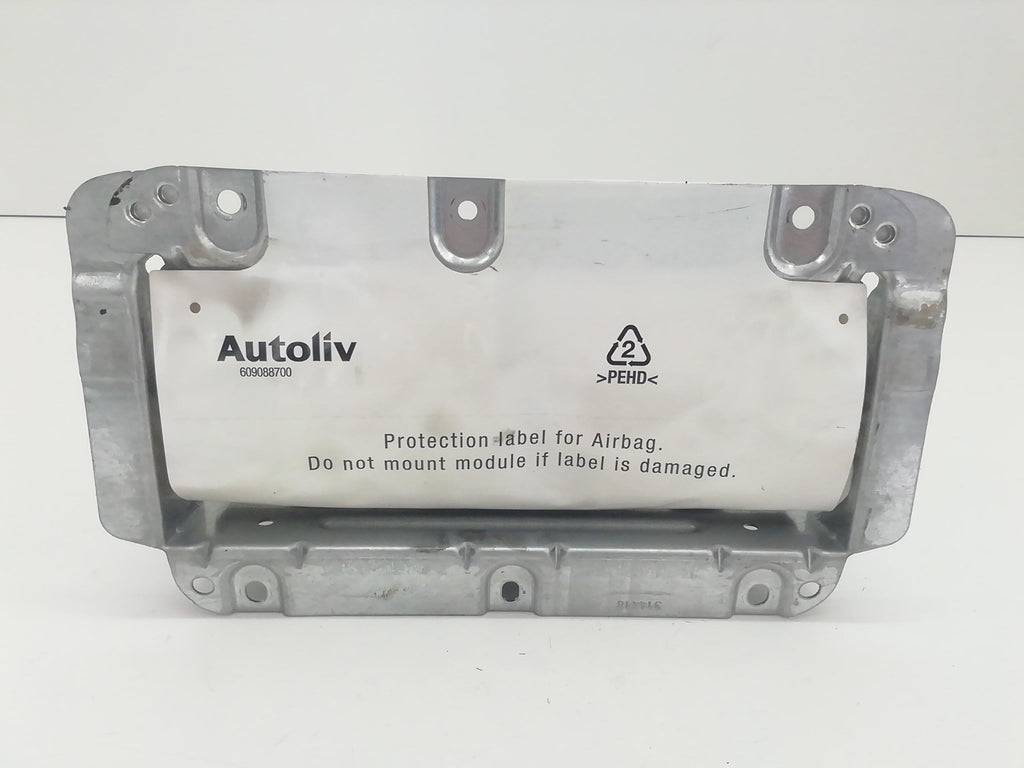 Autoliv
609088700
2
>PEHD<
Protection label for Airbag.
Do not mount module if label is damaged.